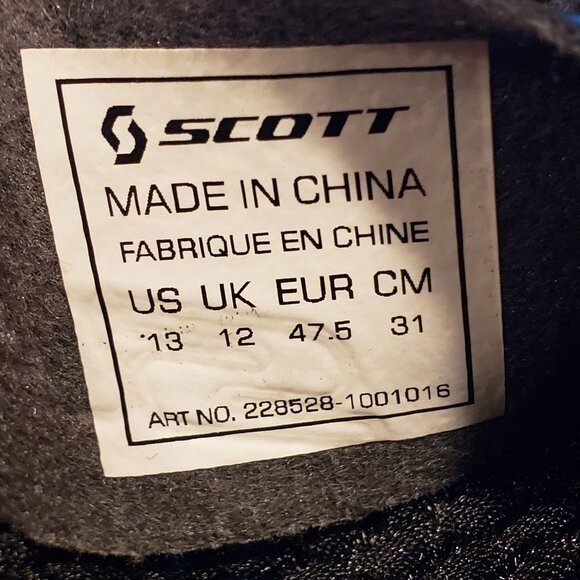 SCOTT
MADE IN CHINA
FABRIQUE EN CHINE
US UK EUR CM
13 12 47.5 31
ART NO. 228528-1001016